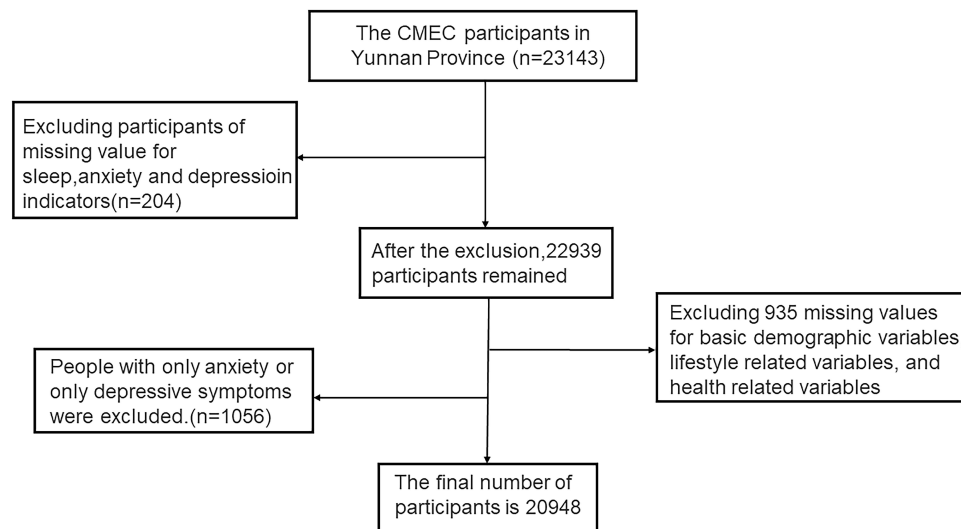 The CMEC participants in
Yunnan Province (n=23143)
Excluding participants of
missing value for
sleep,anxiety and depressioin
indicators(n=204)
After the exclusion,22939
participants remained
Excluding 935 missing values
for basic demographic variables
lifestyle related variables, and
health related variables
People with only anxiety or
only depressive symptoms
were excluded.(n=1056)
The final number of
participants is 20948